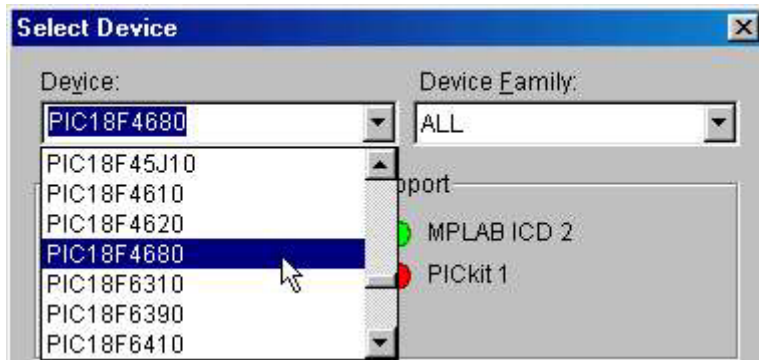 Select Device
Device: Device Family:
PIC18F4680 ALL
PIC18F45J10
PIC18F4610
PIC18F4620
PIC18F4680
PIC18F6310
PIC18F6390
PIC18F6410
pport
MPLAB ICD 2
PICkit 1